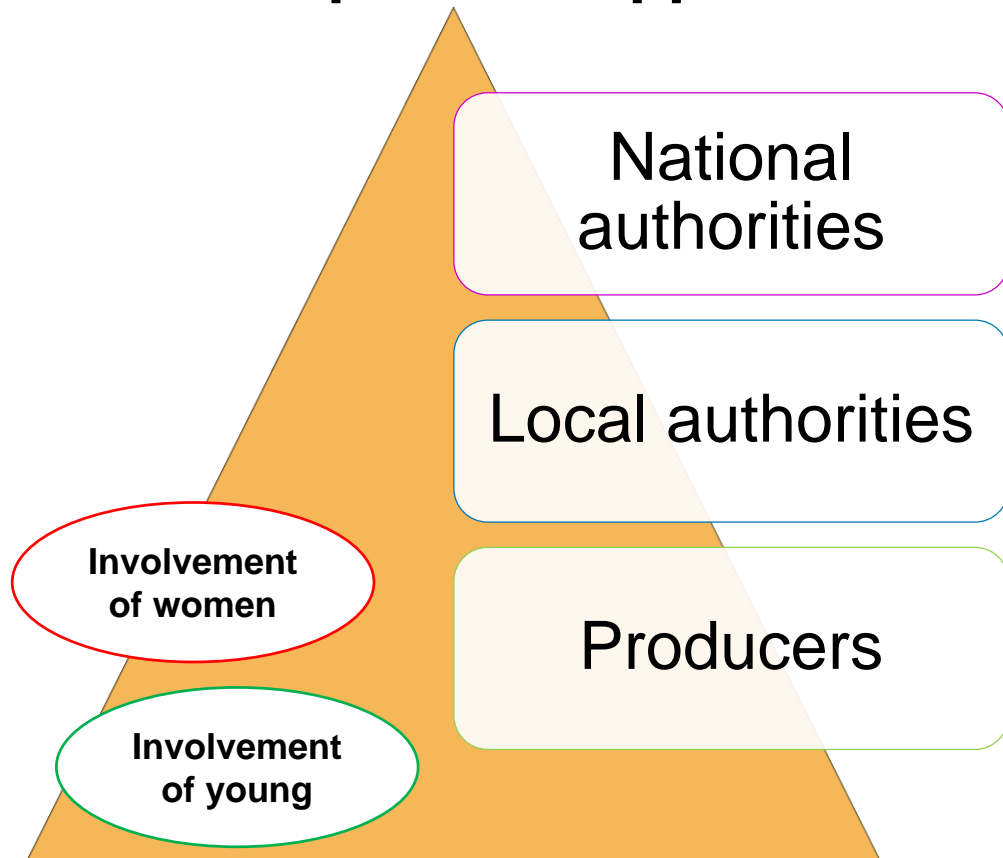 National
authorities
Local authorities
Involvement
of women
Producers
Involvement
of young